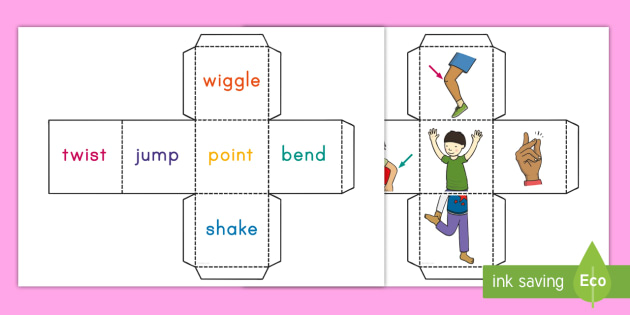 wiggle
twist jump point bend
shake
ink saving Eco